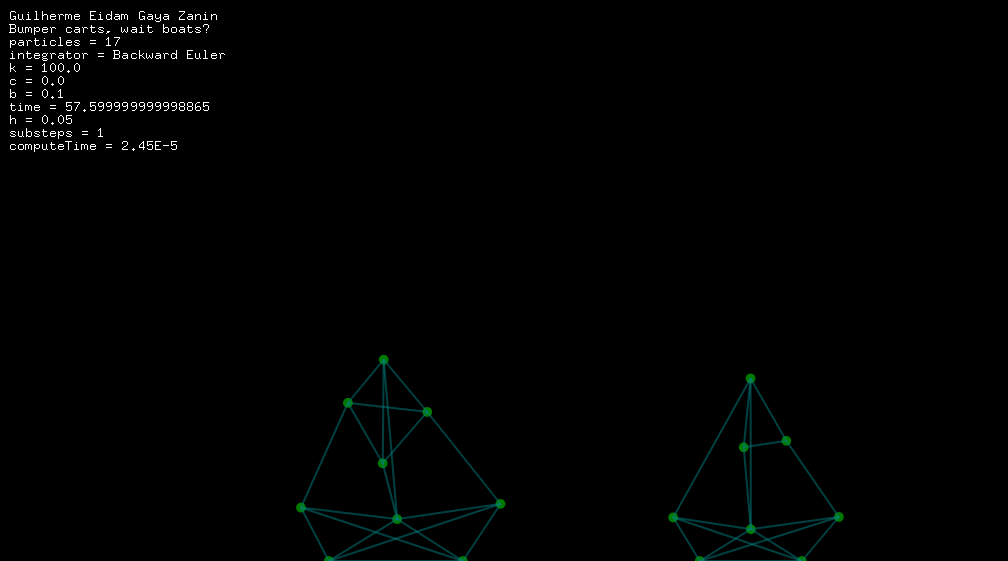 Guilherme Eidam Gaya Zanin
Bumper carts, wait boats?
particles = 17
integrator = Backward Euler
k = 100.0
c = 0.0
b = 0.1
time = 57.599999999998865
h = 0.05
substeps = 1
computeTime = 2.45E-5